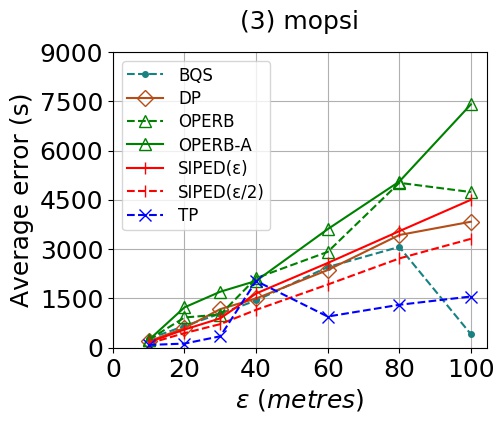 (3) mopsi
Average error (s)
9000
7500
6000
4500
3000
1500
0
BQS
DP
OPERB
OPERB-A
SIPED(ε)
SIPED(ε/2)
TP
0 20 40 60 80 100
ε (metres)